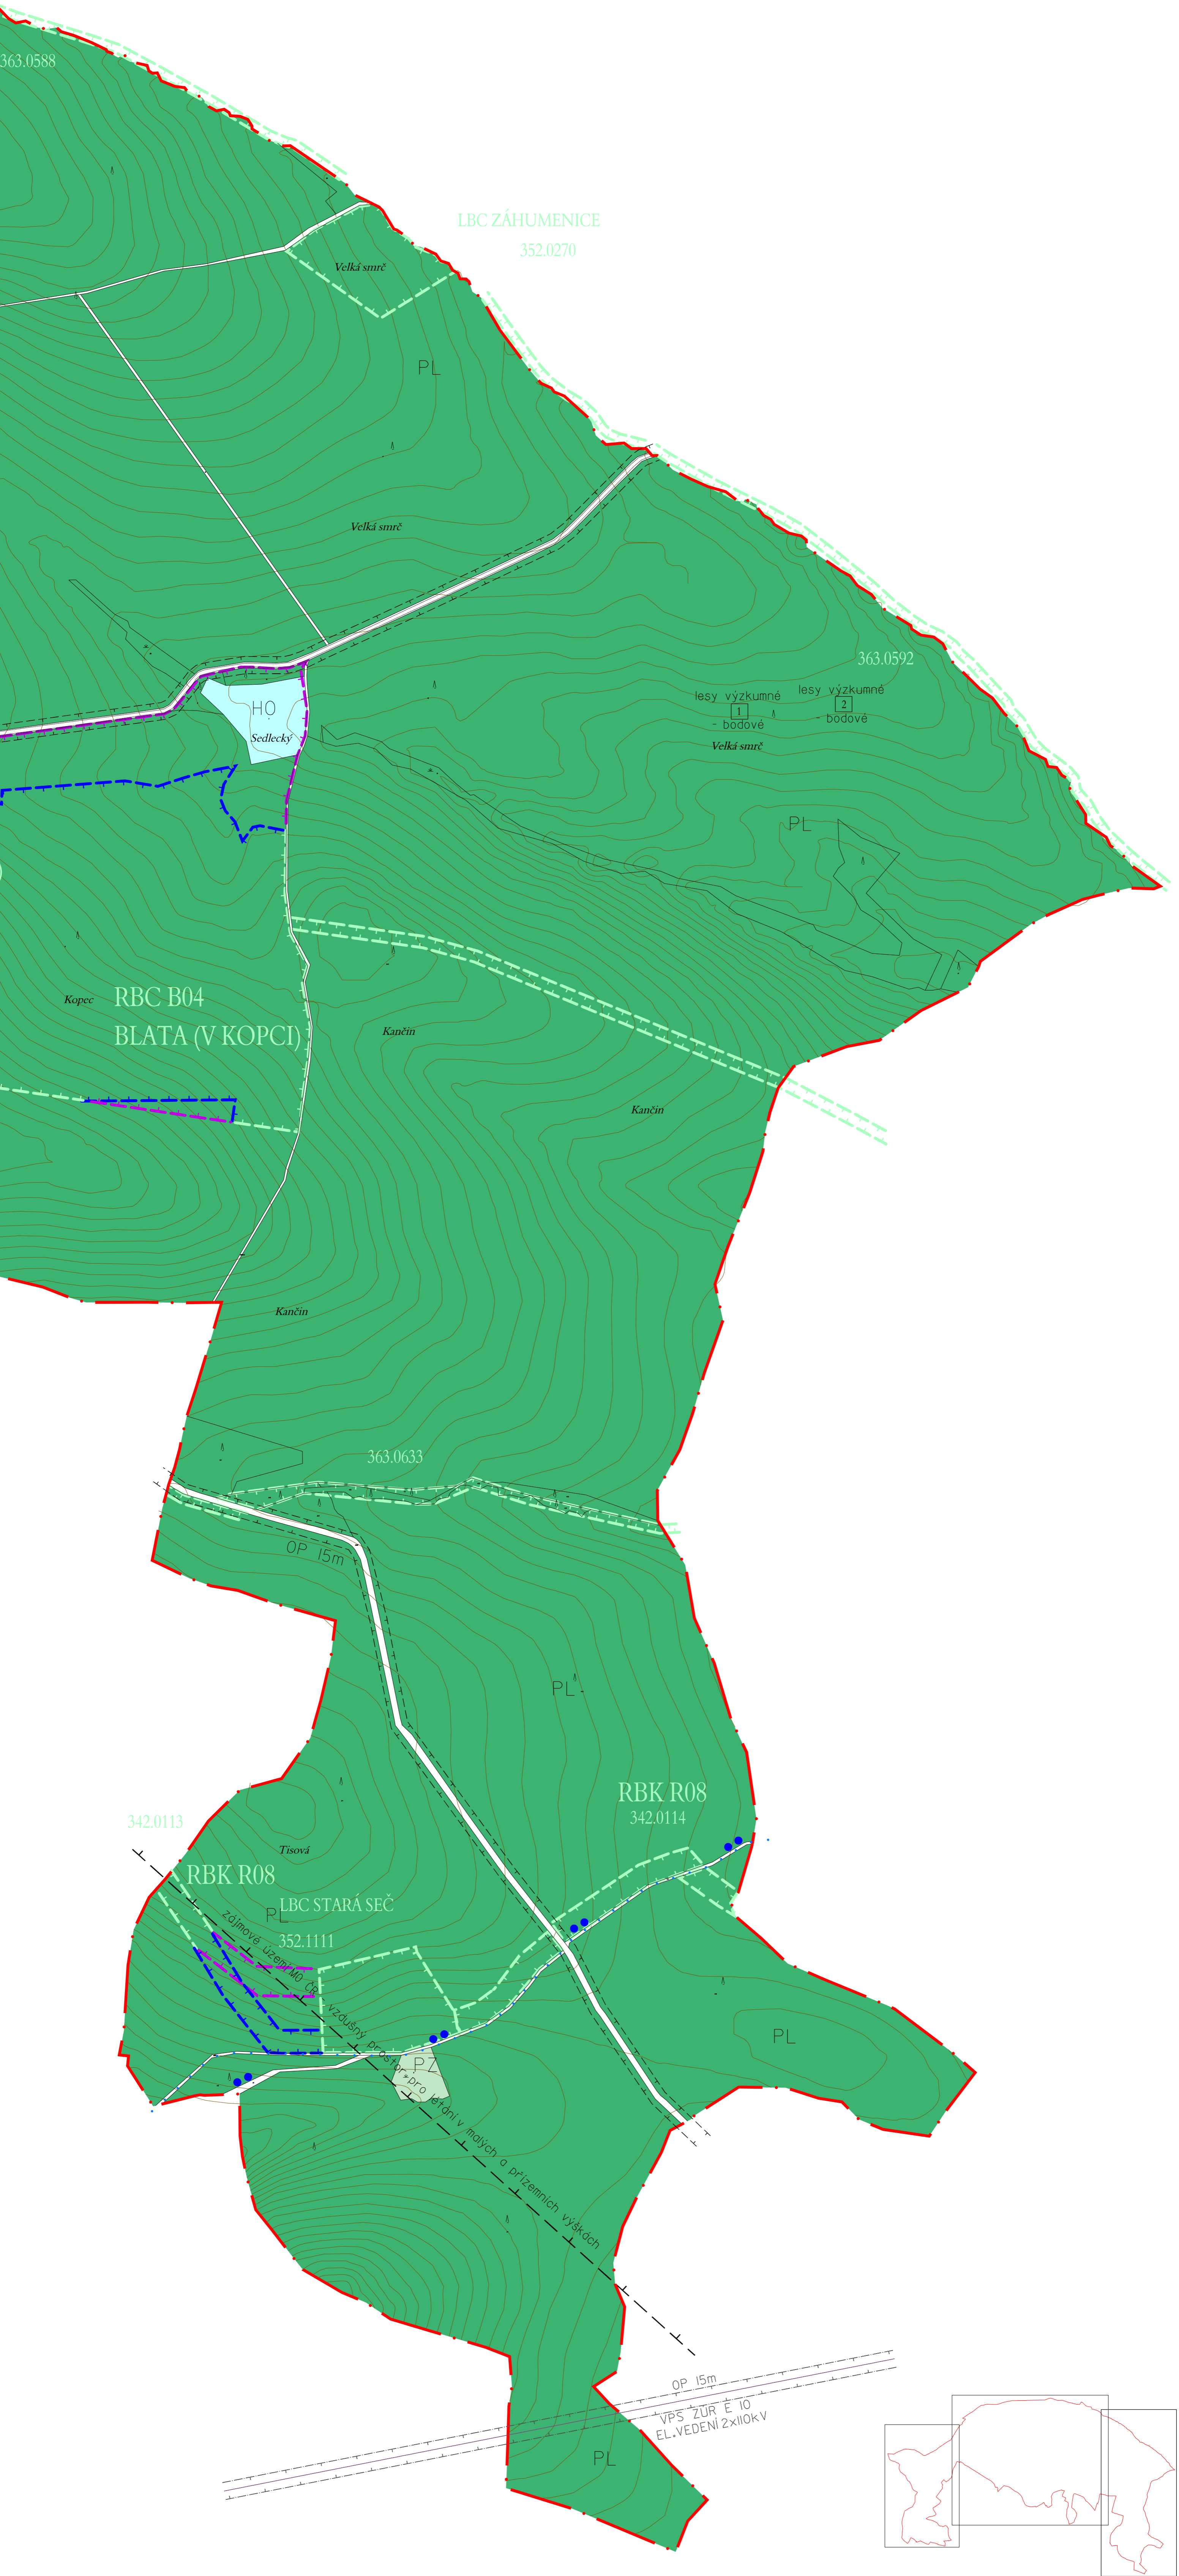 363.0588
LBC ZÁHUMENICE
352.0270
Velká smrč
PL
Velká smrč
363.0592
lesy výzkumné
1
- bodové
lesy výzkumné
2
- bodové
Velká smrč
HO
Sedlecký
PL
Kopec
RBC B04
BLATA (V KOPCI)
Kančin
Kančin
Kančin
363.0633
OP 15m
PL
RBK R08
342.0114
342.0113
Tisová
RBK R08
LBC STARÁ SEČ
PL
352.1111
zájmové území MO ČR - vzdušný prostor pro létání v malých a přízemních výškách
PZ
PL
OP 15m
VPS ZÚR E 10
EL.VEDENÍ 2x110kV
PL